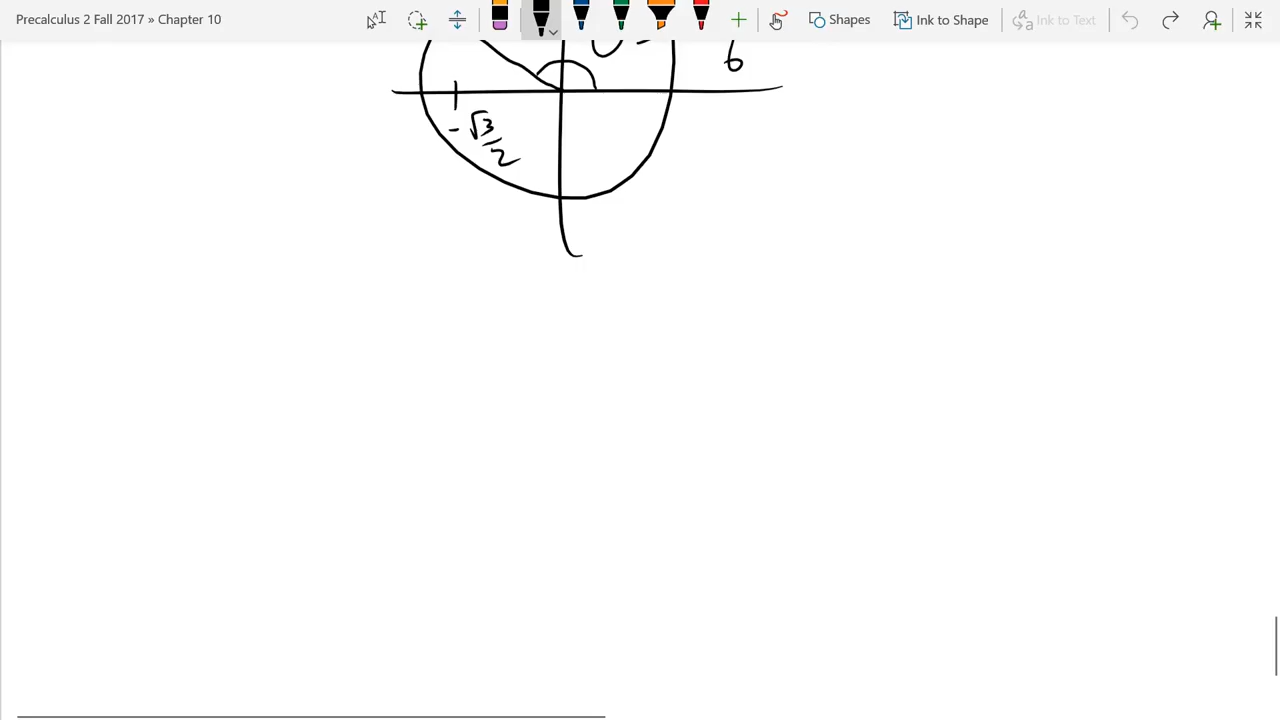 Precalculus 2 Fall 2017 » Chapter 10
Shapes
Ink to Shape
Ink to Text
6
-√3/2